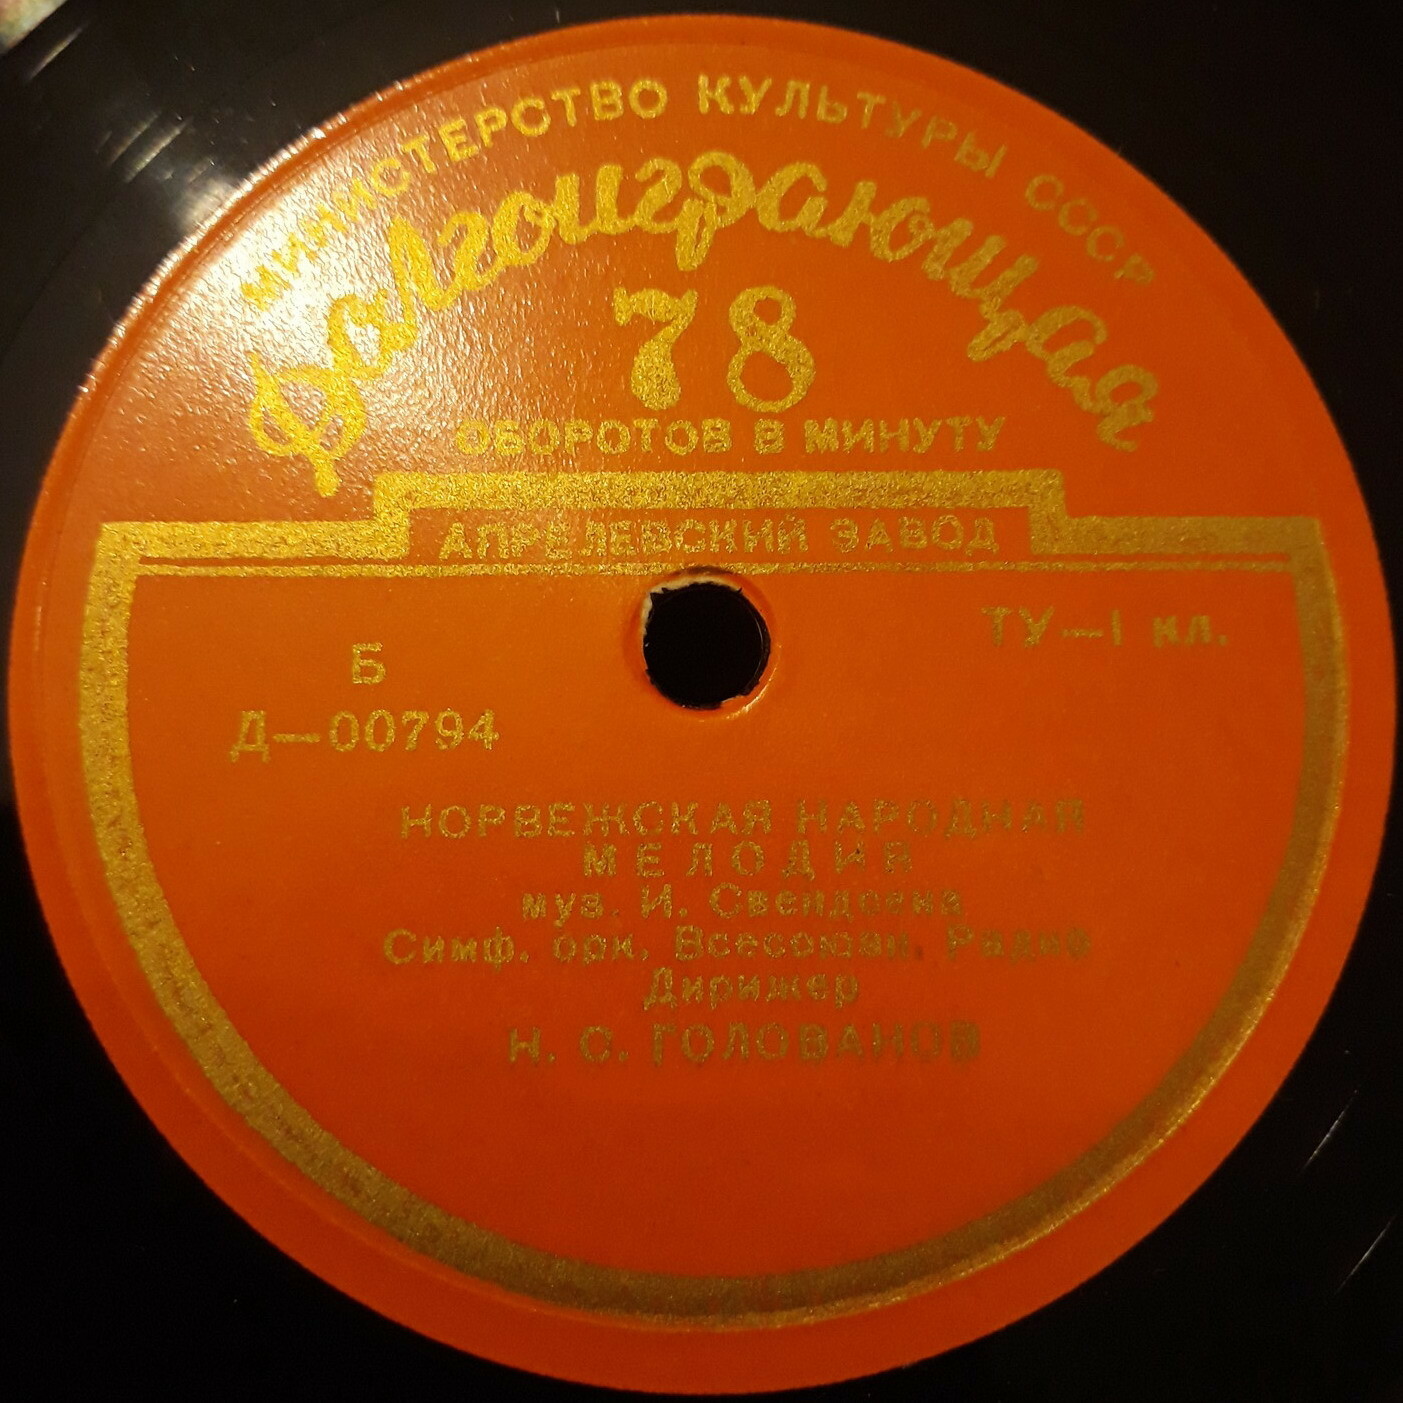 МИНИСТЕРСТВО КУЛЬТУРЫ СССР
Долгоиграющая
78
ОБОРОТОВ В МИНУТУ
АПРЕЛЕВСКИЙ ЗАВОД
ТУ—1 кл.
Б
Д—00794
НОРВЕЖСКАЯ НАРОДНАЯ
МЕЛОДИЯ
муз. И. Свендсена
Симф. орк. Всесоюзн. Радио
Дирижер
Н. С. ГОЛОВАНОВ